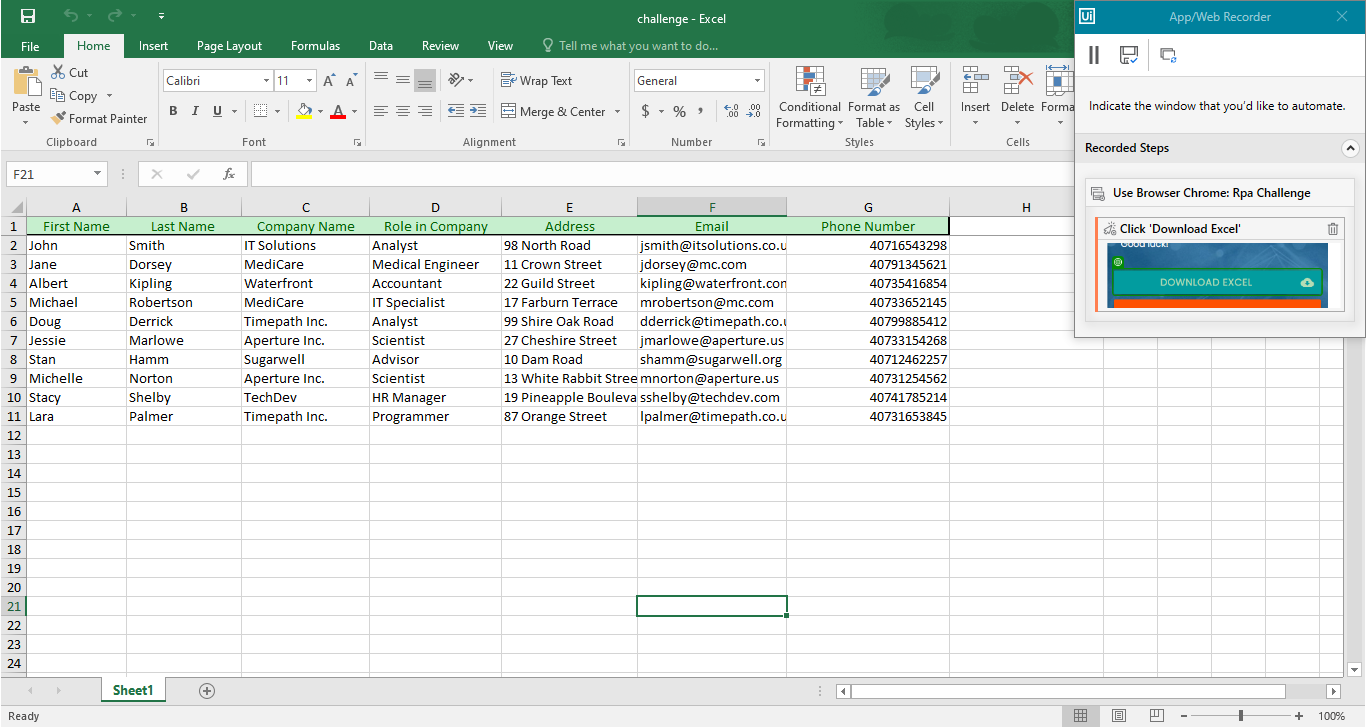 challenge - Excel
File Home Insert Page Layout Formulas Data Review View Tell me what you want to do...
Paste
Cut
Copy
Format Painter
Clipboard
Calibri 11
B I U
Font
Wrap Text
Merge & Center
Alignment
General
$ % ,
Number
Conditional Formatting
Format as Table
Cell Styles
Styles
Insert Delete Forma
Cells
F21
fx
A B C D E F G H
1 First Name Last Name Company Name Role in Company Address Email Phone Number
2 John Smith IT Solutions Analyst 98 North Road jsmith@itsolutions.co.u 40716543298
3 Jane Dorsey MediCare Medical Engineer 11 Crown Street jdorsey@mc.com 40791345621
4 Albert Kipling Waterfront Accountant 22 Guild Street kipling@waterfront.con 40735416854
5 Michael Robertson MediCare IT Specialist 17 Farburn Terrace mrobertson@mc.com 40733652145
6 Doug Derrick Timepath Inc. Analyst 99 Shire Oak Road dderrick@timepath.co.u 40799885412
7 Jessie Marlowe Aperture Inc. Scientist 27 Cheshire Street jmarlowe@aperture.us 40733154268
8 Stan Hamm Sugarwell Advisor 10 Dam Road shamm@sugarwell.org 40712462257
9 Michelle Norton Aperture Inc. Scientist 13 White Rabbit Stree mnorton@aperture.us 40731254562
10 Stacy Shelby TechDev HR Manager 19 Pineapple Bouleva sshelby@techdev.com 40741785214
11 Lara Palmer Timepath Inc. Programmer 87 Orange Street lpalmer@timepath.co.u 40731653845
12
13
14
15
16
17
18
19
20
21
22
23
24
Sheet1
Ready
100%
Ui App/Web Recorder
Indicate the window that you'd like to automate.
Recorded Steps
Use Browser Chrome: Rpa Challenge
Click 'Download Excel'
Good luck!
DOWNLOAD EXCEL